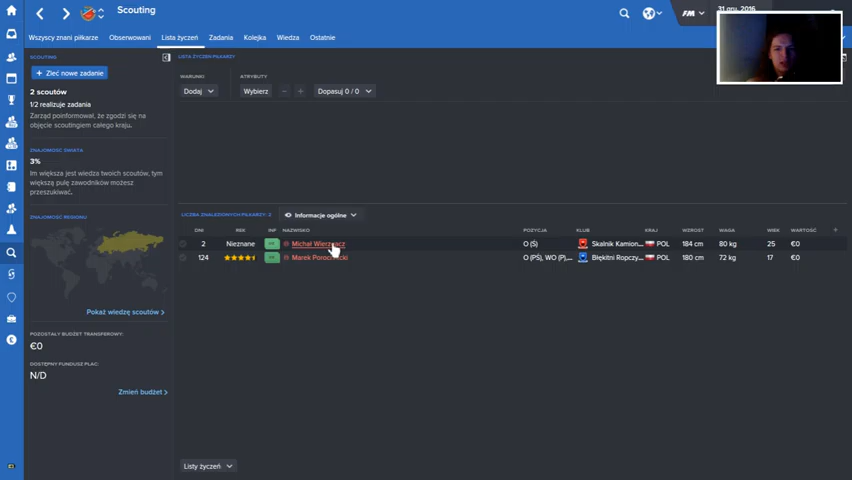 Scouting
31 gru. 2016
FM
Wszyscy znani piłkarze Obserwowani Lista życzeń Zadania Kolejka Wiedza Ostatnie
SCOUTING
+ Zleć nowe zadanie
2 scoutów
1/2 realizuje zadania
Zarząd poinformował, że zgodzi się na
objęcie scoutingiem całego kraju.
ZNAJOMOŚĆ ŚWIATA
3%
Im większa jest wiedza twoich scoutów, tym
większą pulę zawodników możesz
przeszukiwać.
ZNAJOMOŚĆ REGIONU
Pokaż wiedzę scoutów >
POZOSTAŁY BUDŻET TRANSFEROWY:
€0
DOSTĘPNY FUNDUSZ PŁAC:
N/D
Zmień budżet >
LISTA ŻYCZEŃ PIŁKARZY
WARUNKI: ATRYBUTY
Dodaj Wybierz − + Dopasuj 0 / 0
LICZBA ZNALEZIONYCH PIŁKARZY: 2 Informacje ogólne
DNI RSK INF NAZWISKO POZYCJA KLUB KRAJ WZROST WAGA WIEK WARTOŚĆ +
2 Nieznane O (Ś) Skalnik Kamion... POL 184 cm 80 kg 25 €0
124 Marek O (PŚ), WO (P),... Błękitni Ropczy... POL 180 cm 72 kg 17 €0
Listy życzeń